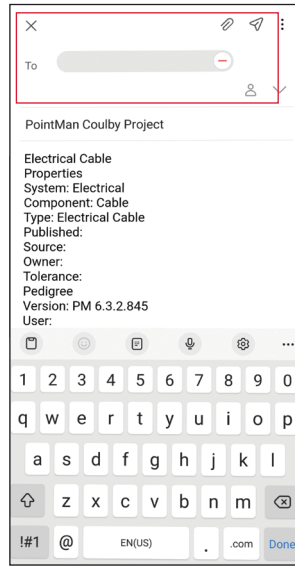 To
PointMan Coulby Project
Electrical Cable
Properties
System: Electrical
Component: Cable
Type: Electrical Cable
Published:
Source:
Owner:
Tolerance:
Pedigree
Version: PM 6.3.2.845
User:
1 2 3 4 5 6 7 8 9 0
q w e r t y u i o p
a s d f g h j k l
z x c v b n m
!#1 @ EN(US) . .com Done